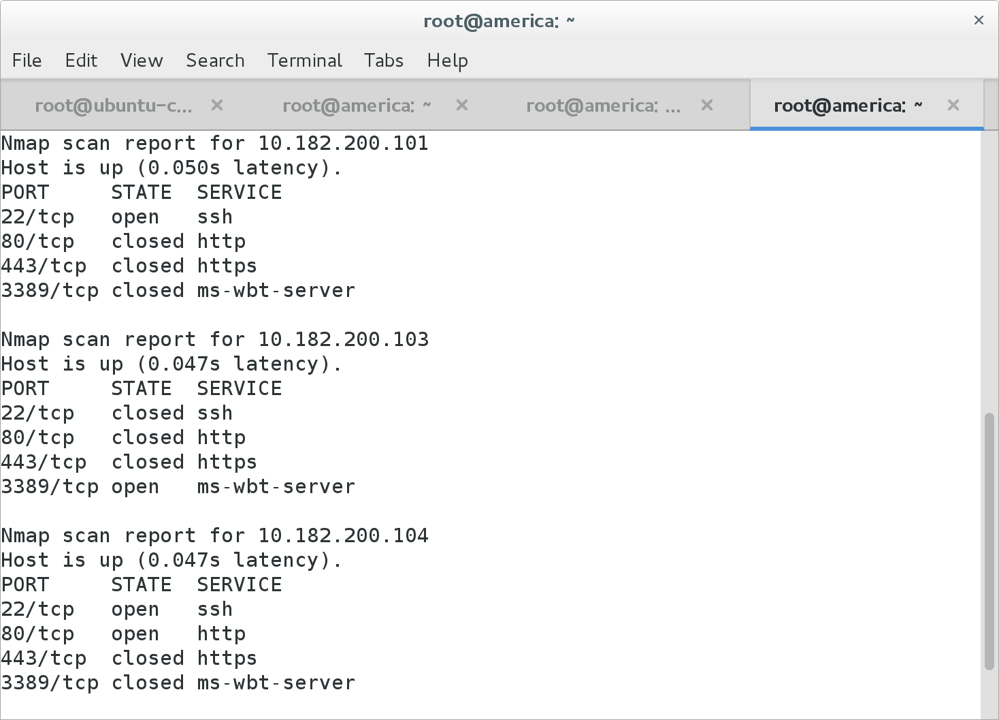 root@america: ~
File Edit View Search Terminal Tabs Help
root@ubuntu-c... root@america: ~ root@america: ... root@america: ~
Nmap scan report for 10.182.200.101
Host is up (0.050s latency).
PORT     STATE  SERVICE
22/tcp   open   ssh
80/tcp   closed http
443/tcp  closed https
3389/tcp closed ms-wbt-server
Nmap scan report for 10.182.200.103
Host is up (0.047s latency).
PORT     STATE  SERVICE
22/tcp   closed ssh
80/tcp   closed http
443/tcp  closed https
3389/tcp open   ms-wbt-server
Nmap scan report for 10.182.200.104
Host is up (0.047s latency).
PORT     STATE  SERVICE
22/tcp   open   ssh
80/tcp   open   http
443/tcp  closed https
3389/tcp closed ms-wbt-server